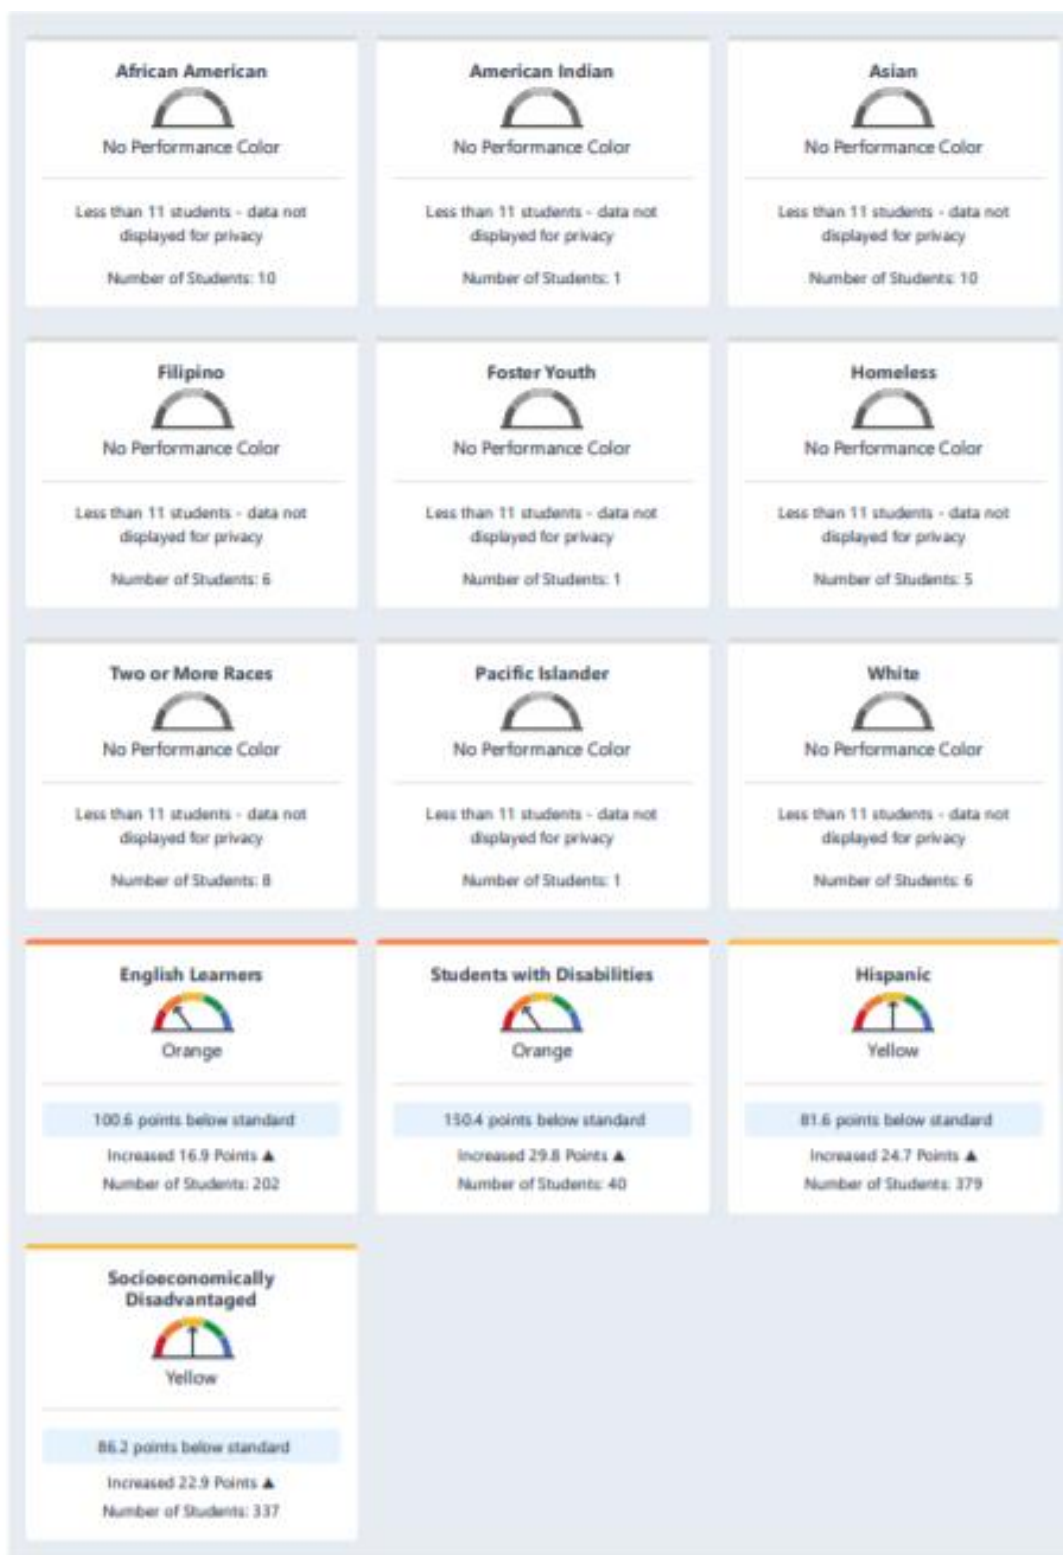 African American
No Performance Color
Less than 11 students - data not
displayed for privacy
Number of Students: 10
American Indian
No Performance Color
Less than 11 students - data not
displayed for privacy
Number of Students: 1
Asian
No Performance Color
Less than 11 students - data not
displayed for privacy
Number of Students: 10
Filipino
No Performance Color
Less than 11 students - data not
displayed for privacy
Number of Students: 6
Foster Youth
No Performance Color
Less than 11 students - data not
displayed for privacy
Number of Students: 1
Homeless
No Performance Color
Less than 11 students - data not
displayed for privacy
Number of Students: 5
Two or More Races
No Performance Color
Less than 11 students - data not
displayed for privacy
Number of Students: 8
Pacific Islander
No Performance Color
Less than 11 students - data not
displayed for privacy
Number of Students: 1
White
No Performance Color
Less than 11 students - data not
displayed for privacy
Number of Students: 6
English Learners
Orange
100.6 points below standard
Increased 16.9 Points ▲
Number of Students: 202
Students with Disabilities
Orange
150.4 points below standard
Increased 29.8 Points ▲
Number of Students: 40
Hispanic
Yellow
81.6 points below standard
Increased 24.7 Points ▲
Number of Students: 379
Socioeconomically
Disadvantaged
Yellow
86.2 points below standard
Increased 22.9 Points ▲
Number of Students: 337